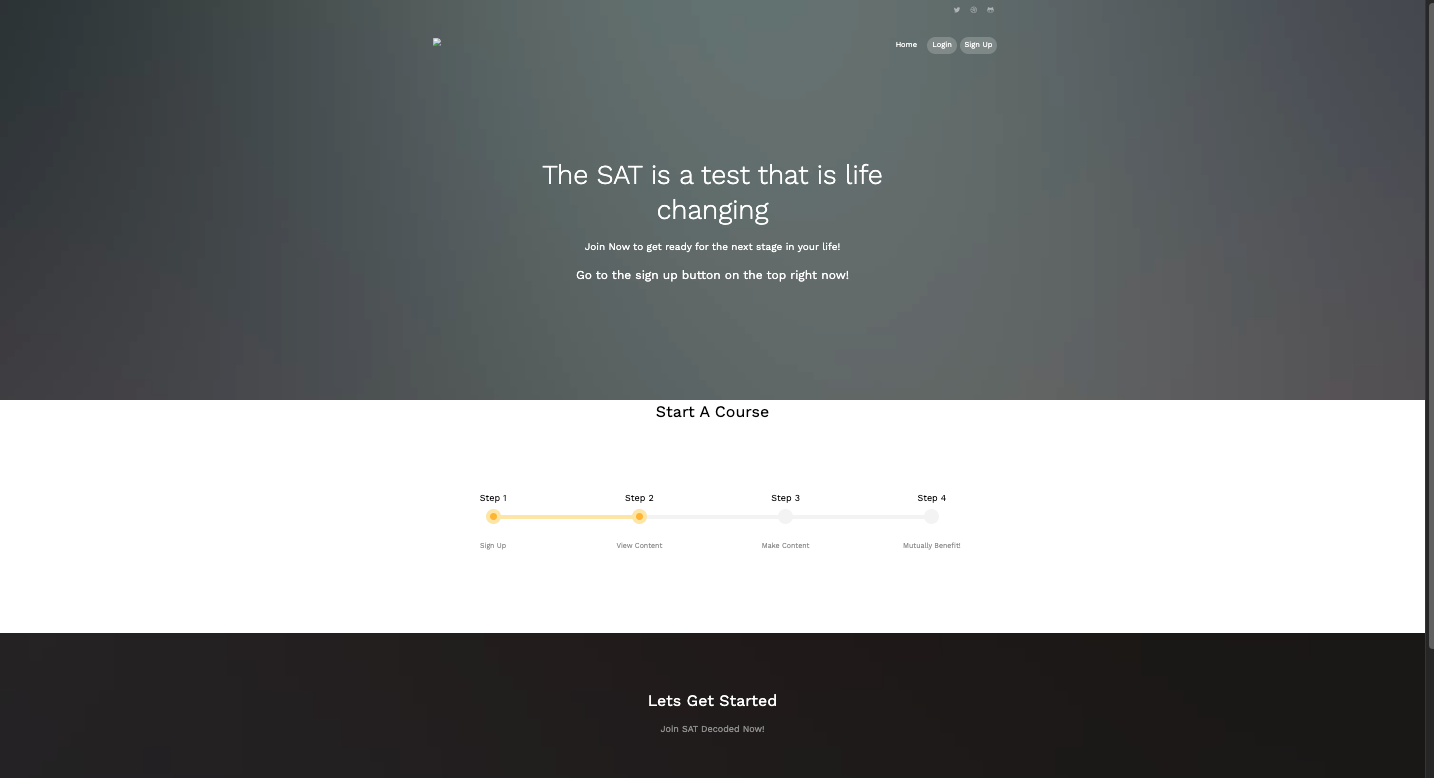 Home Login Sign Up
The SAT is a test that is life
changing
Join Now to get ready for the next stage in your life!
Go to the sign up button on the top right now!
Start A Course
Step 1 Step 2 Step 3 Step 4
Sign Up View Content Make Content Mutually Benefit!
Lets Get Started
Join SAT Decoded Now!